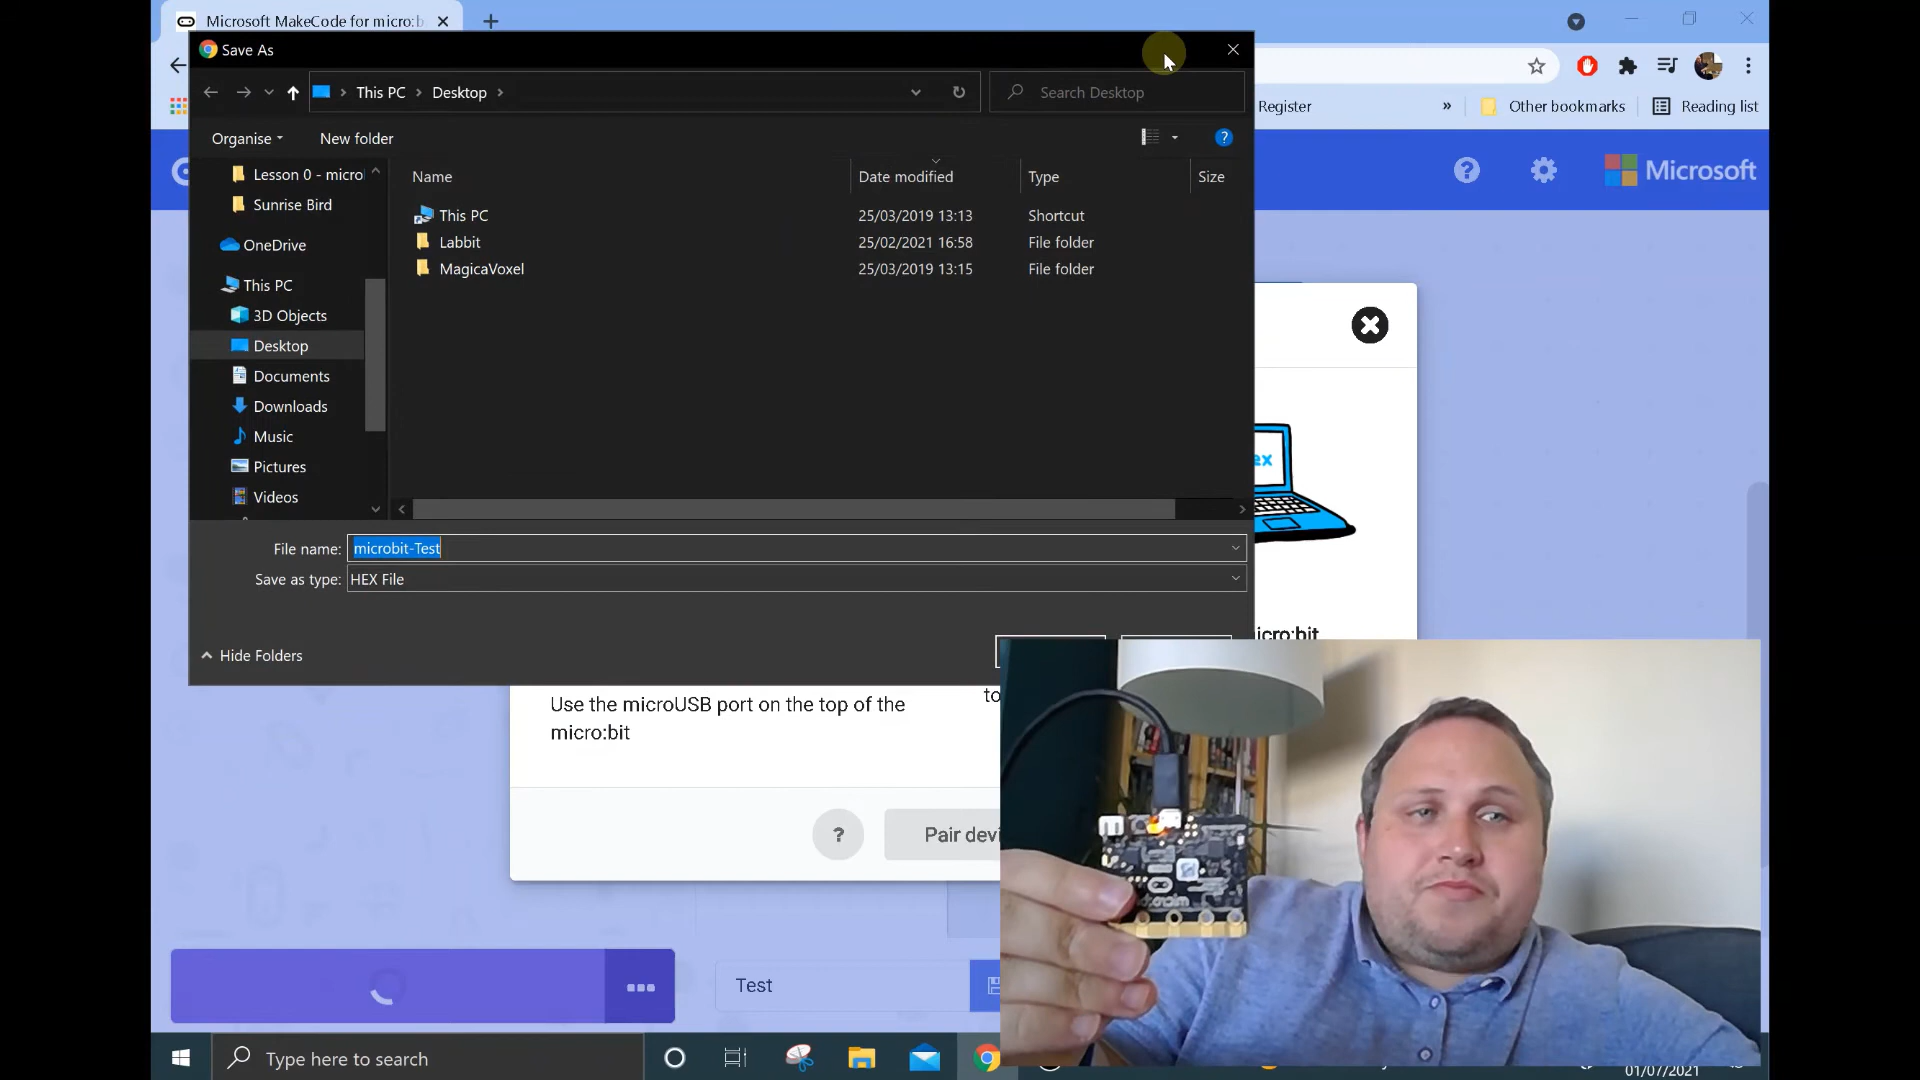 Microsoft MakeCode for micro:b
Save As
This PC
Desktop
Search Desktop
Register
»
Other bookmarks
Reading list
Organise
New folder
?
Microsoft
Lesson 0 - micro
Sunrise Bird
OneDrive
This PC
3D Objects
Desktop
Documents
Downloads
Music
Pictures
Videos
Name
Date modified
Type
Size
This PC
25/03/2019 13:13
Shortcut
Labbit
25/02/2021 16:58
File folder
MagicaVoxel
25/03/2019 13:15
File folder
ex
File name:
microbit-Test
Save as type:
HEX File
icro:bit
Hide Folders
to
Use the microUSB port on the top of the
micro:bit
?
Pair devi
Test
Type here to search
01/07/2021